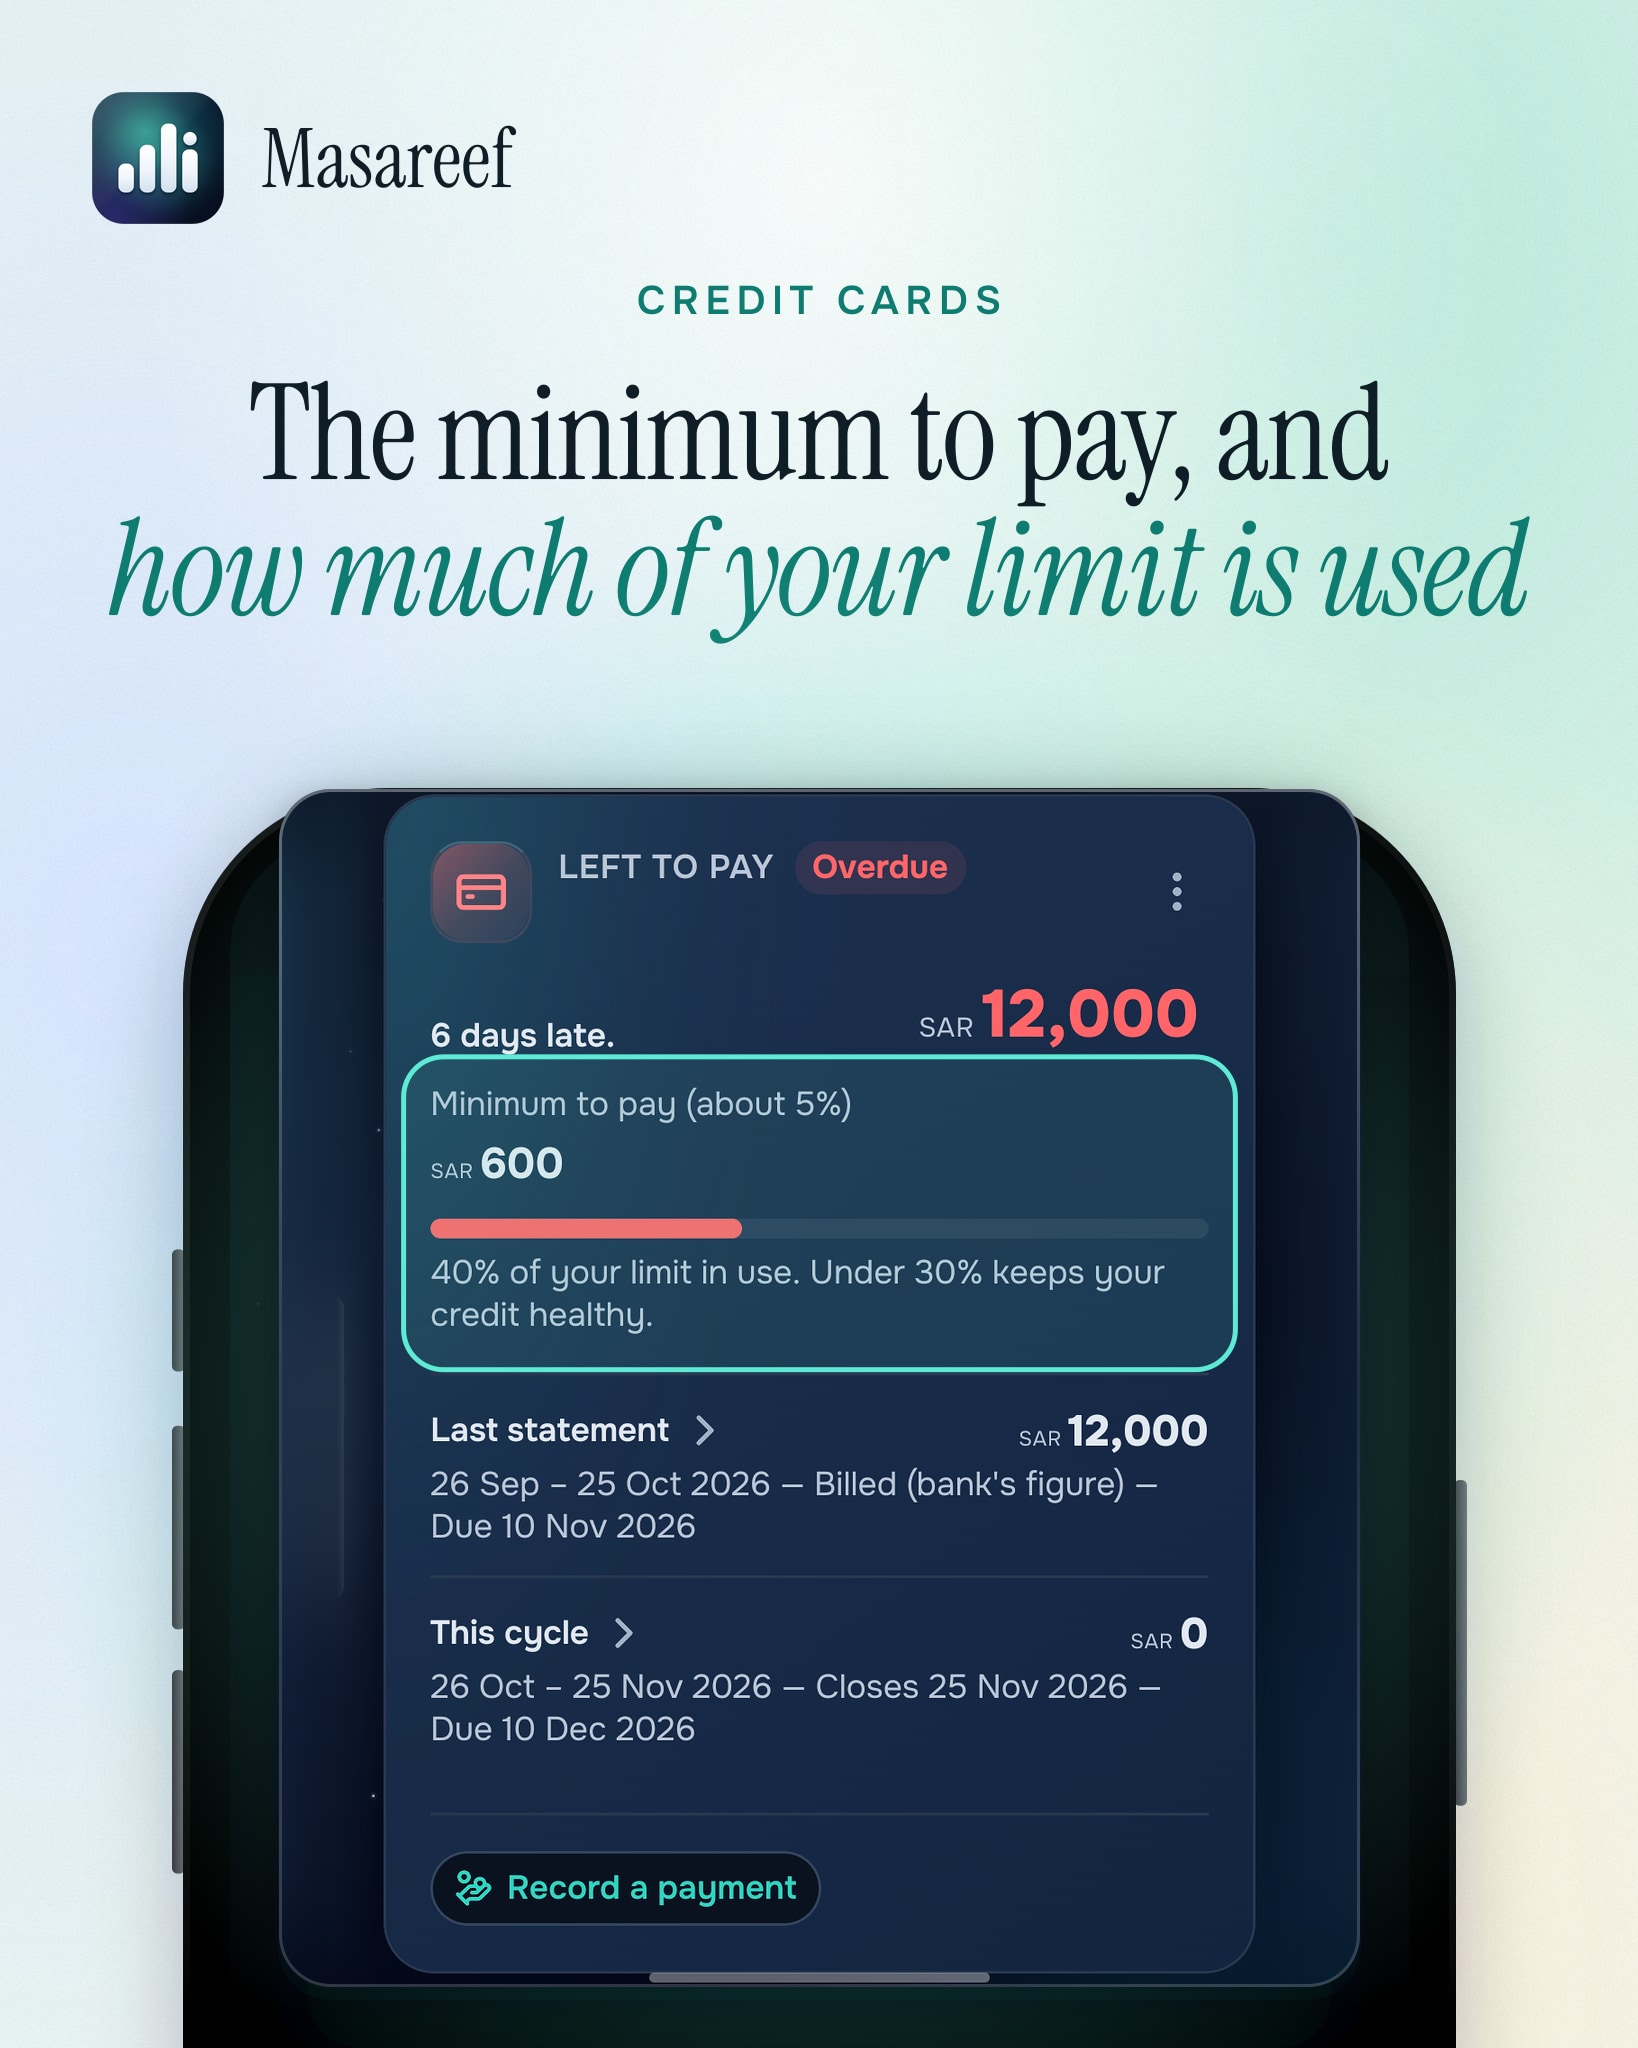 Masareef
CREDIT CARDS
The minimum to pay, and
how much of your limit is used
LEFT TO PAY Overdue
6 days late. SAR 12,000
Minimum to pay (about 5%)
SAR 600
40% of your limit in use. Under 30% keeps your
credit healthy.
Last statement SAR 12,000
26 Sep – 25 Oct 2026 — Billed (bank's figure) —
Due 10 Nov 2026
This cycle SAR 0
26 Oct – 25 Nov 2026 — Closes 25 Nov 2026 —
Due 10 Dec 2026
Record a payment